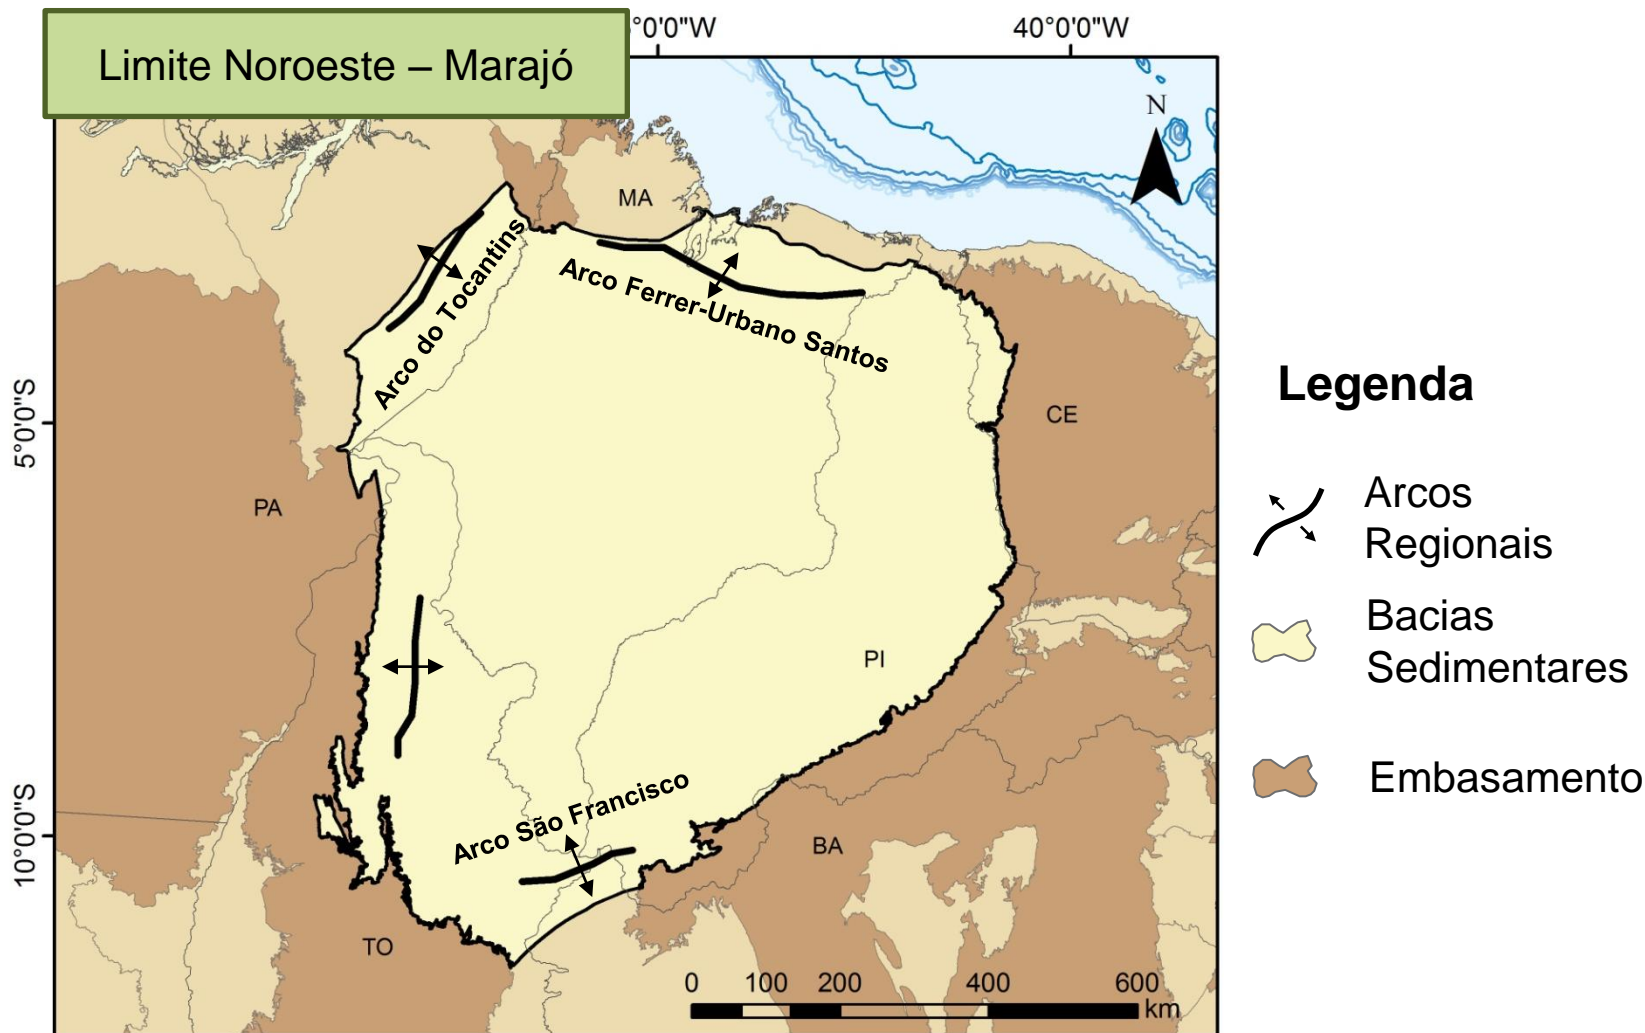 Limite Noroeste – Marajó
°0'0"W
40°0'0"W
N
MA
Arco do Tocantins
Arco Ferrer-Urbano Santos
5°0'0"S
CE
PA
PI
Arco São Francisco
10°0'0"S
BA
TO
0 100 200 400 600
km
Legenda
Arcos
Regionais
Bacias
Sedimentares
Embasamento